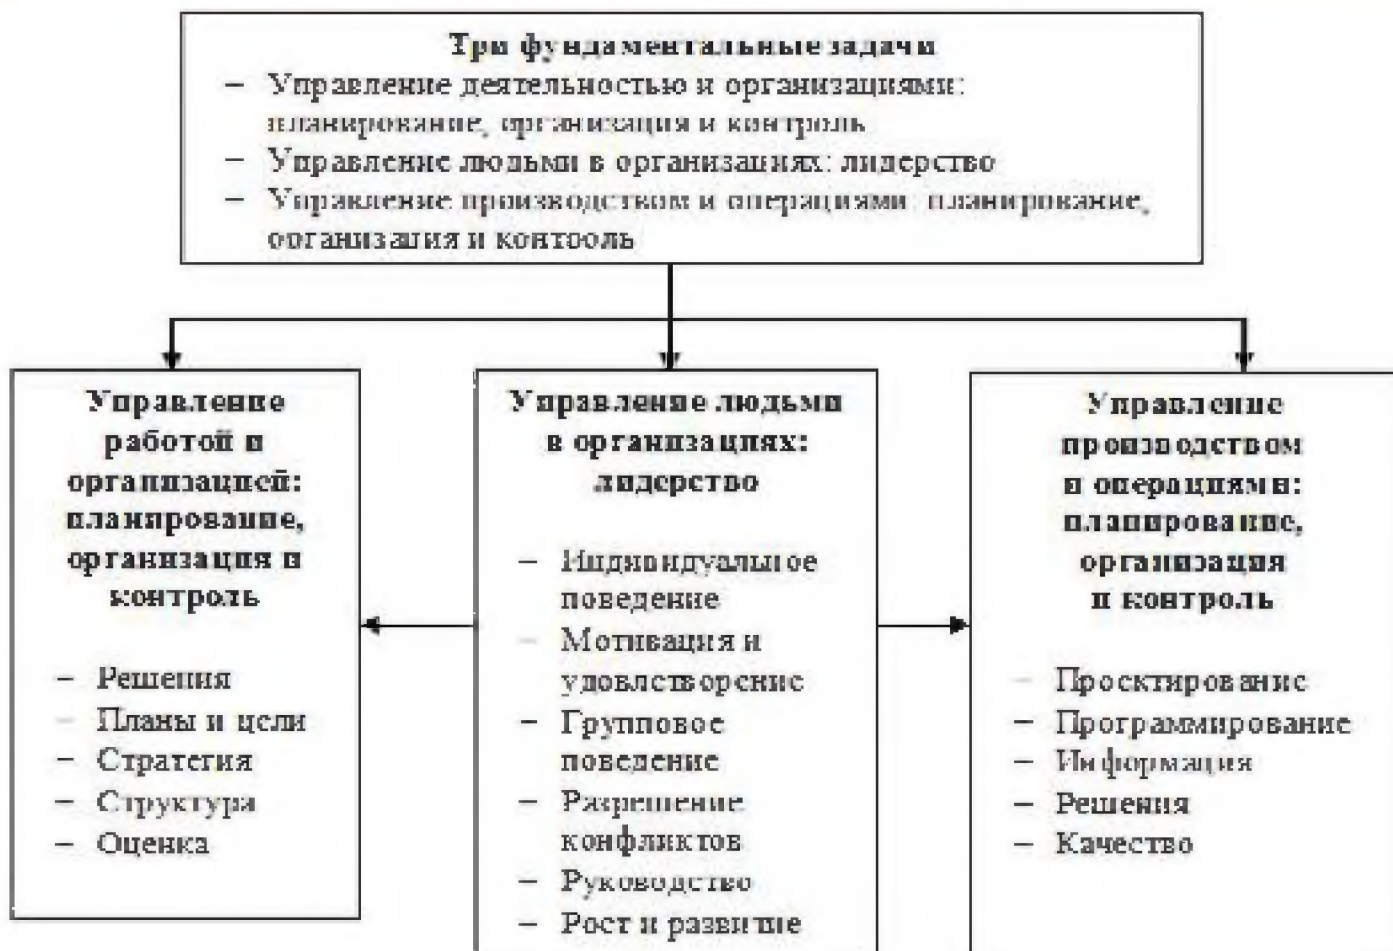 Три фундаментальные задачи
– Управление деятельностью и организациями:
планирование, организация и контроль
– Управление людьми в организациях: лидерство
– Управление производством и операциями: планирование,
организация и контроль
Управление
работой и
организацией:
планирование,
организация и
контроль
– Решения
– Планы и цели
– Стратегия
– Структура
– Оценка
Управление людьми
в организациях:
лидерство
– Индивидуальное
поведение
– Мотивация и
удовлетворение
– Групповое
поведение
– Разрешение
конфликтов
– Руководство
– Рост и развитие
Управление
производством
и операциями:
планирование,
организация
и контроль
– Проектирование
– Программирование
– Информация
– Решения
– Качество